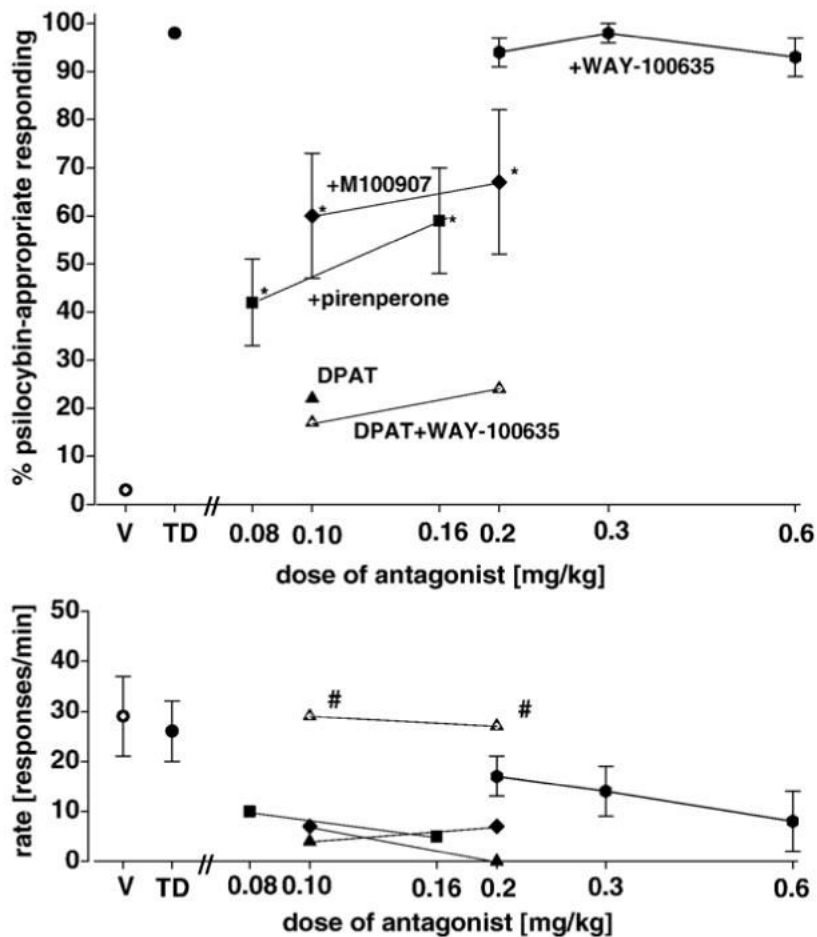 % psilocybin-appropriate responding
100
90
80
70
60
50
40
30
20
10
0
+WAY-100635
+M100907
*
*
*
*
+pirenperone
DPAT
DPAT+WAY-100635
V TD // 0.08 0.10 0.16 0.2 0.3 0.6
dose of antagonist [mg/kg]
rate [responses/min]
50
40
30
20
10
0
#
#
V TD // 0.08 0.10 0.16 0.2 0.3 0.6
dose of antagonist [mg/kg]